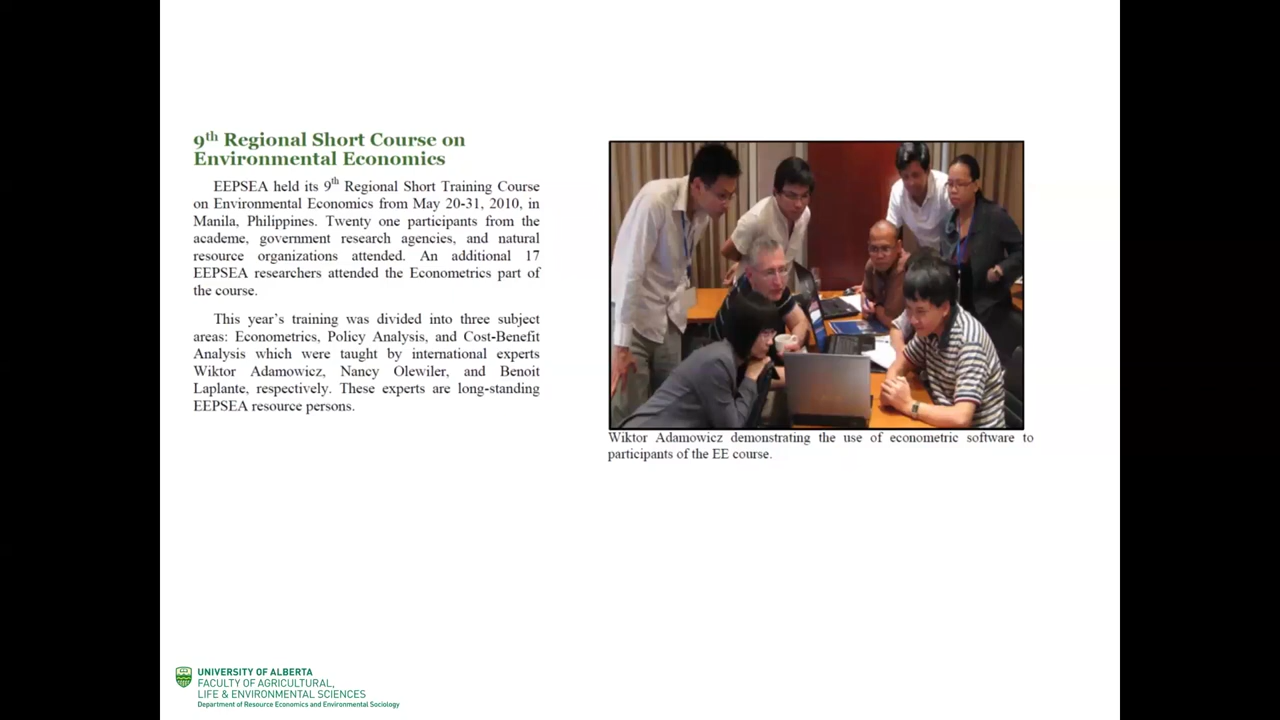 9th Regional Short Course on
Environmental Economics
EEPSEA held its 9th Regional Short Training Course
on Environmental Economics from May 20-31, 2010, in
Manila, Philippines. Twenty one participants from the
academe, government research agencies, and natural
resource organizations attended. An additional 17
EEPSEA researchers attended the Econometrics part of
the course.
This year's training was divided into three subject
areas: Econometrics, Policy Analysis, and Cost-Benefit
Analysis which were taught by international experts
Wiktor Adamowicz, Nancy Olewiler, and Benoit
Laplante, respectively. These experts are long-standing
EEPSEA resource persons.
Wiktor Adamowicz demonstrating the use of econometric software to
participants of the EE course.
UNIVERSITY OF ALBERTA
FACULTY OF AGRICULTURAL,
LIFE & ENVIRONMENTAL SCIENCES
Department of Resource Economics and Environmental Sociology